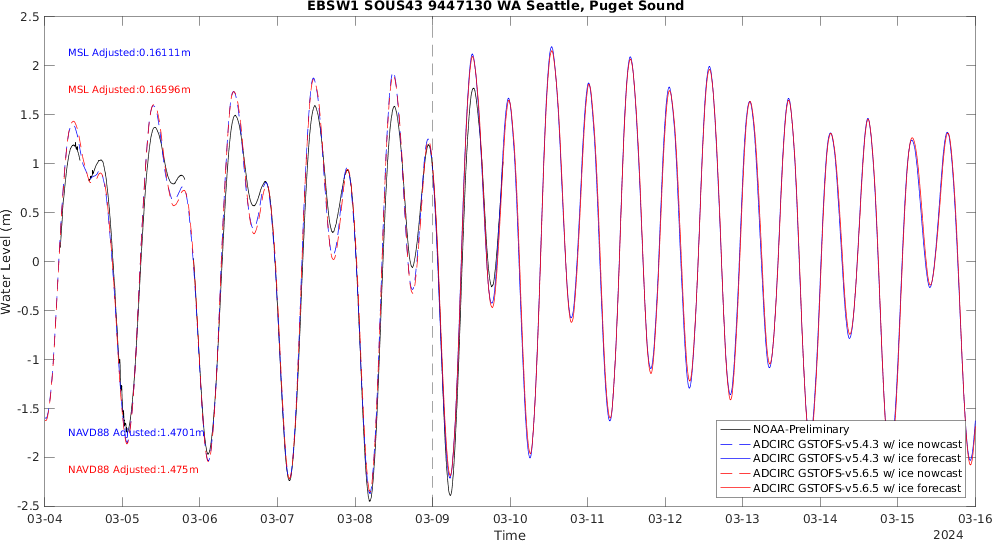 EBSW1 SOUS43 9447130 WA Seattle, Puget Sound
2.5
2
1.5
1
0.5
0
-0.5
-1
-1.5
-2
-2.5
Water Level (m)
MSL Adjusted:0.16111m
MSL Adjusted:0.16596m
NAVD88 Adjusted:1.4701m
NAVD88 Adjusted:1.475m
NOAA-Preliminary
ADCIRC GSTOFS-v5.4.3 w/ ice nowcast
ADCIRC GSTOFS-v5.4.3 w/ ice forecast
ADCIRC GSTOFS-v5.6.5 w/ ice nowcast
ADCIRC GSTOFS-v5.6.5 w/ ice forecast
03-04 03-05 03-06 03-07 03-08 03-09 03-10 03-11 03-12 03-13 03-14 03-15 03-16
Time
2024